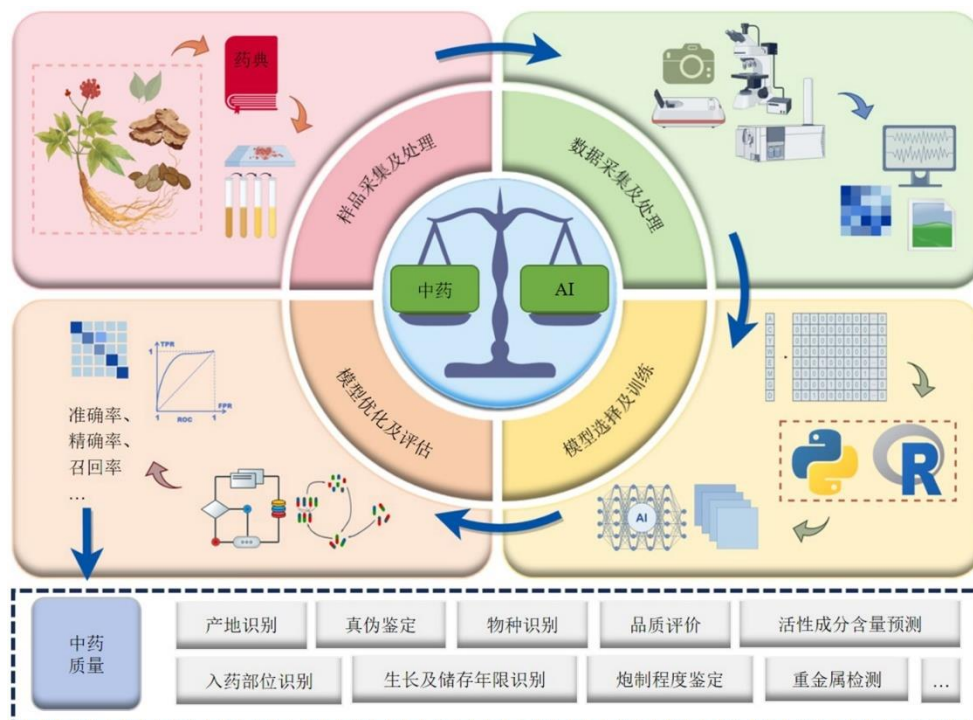 药典
样品采集及处理
数据采集及处理
中药
AI
模型优化及评估
模型选择及训练
TPR
1
ROC
1
1
FPR
准确率、
精确率、
召回率
…
AI
R
中药
质量
产地识别
真伪鉴定
物种识别
品质评价
活性成分含量预测
入药部位识别
生长及储存年限识别
炮制程度鉴定
重金属检测
…